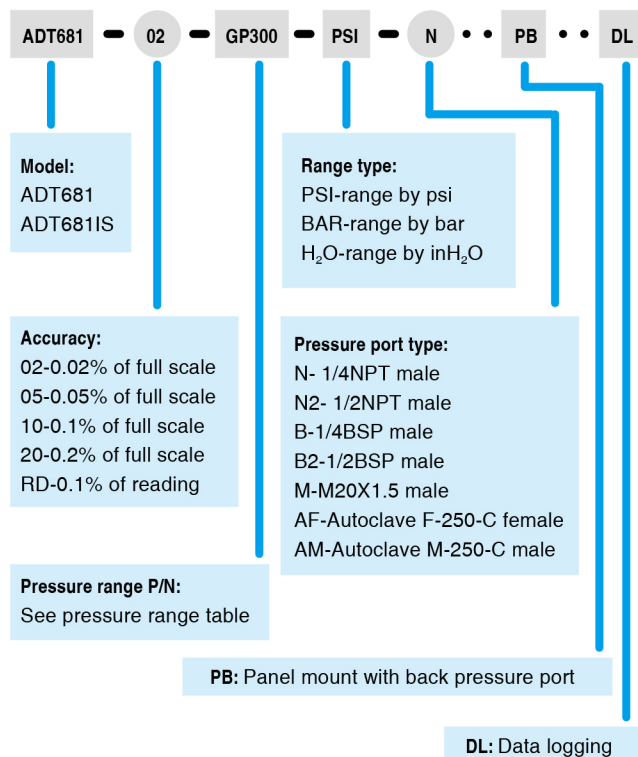 ADT681 - 02 - GP300 - PSI - N · · PB · · DL
Model:
ADT681
ADT681IS
Range type:
PSI-range by psi
BAR-range by bar
H₂O-range by inH₂O
Accuracy:
02-0.02% of full scale
05-0.05% of full scale
10-0.1% of full scale
20-0.2% of full scale
RD-0.1% of reading
Pressure port type:
N- 1/4NPT male
N2- 1/2NPT male
B-1/4BSP male
B2-1/2BSP male
M-M20X1.5 male
AF-Autoclave F-250-C female
AM-Autoclave M-250-C male
Pressure range P/N:
See pressure range table
PB: Panel mount with back pressure port
DL: Data logging